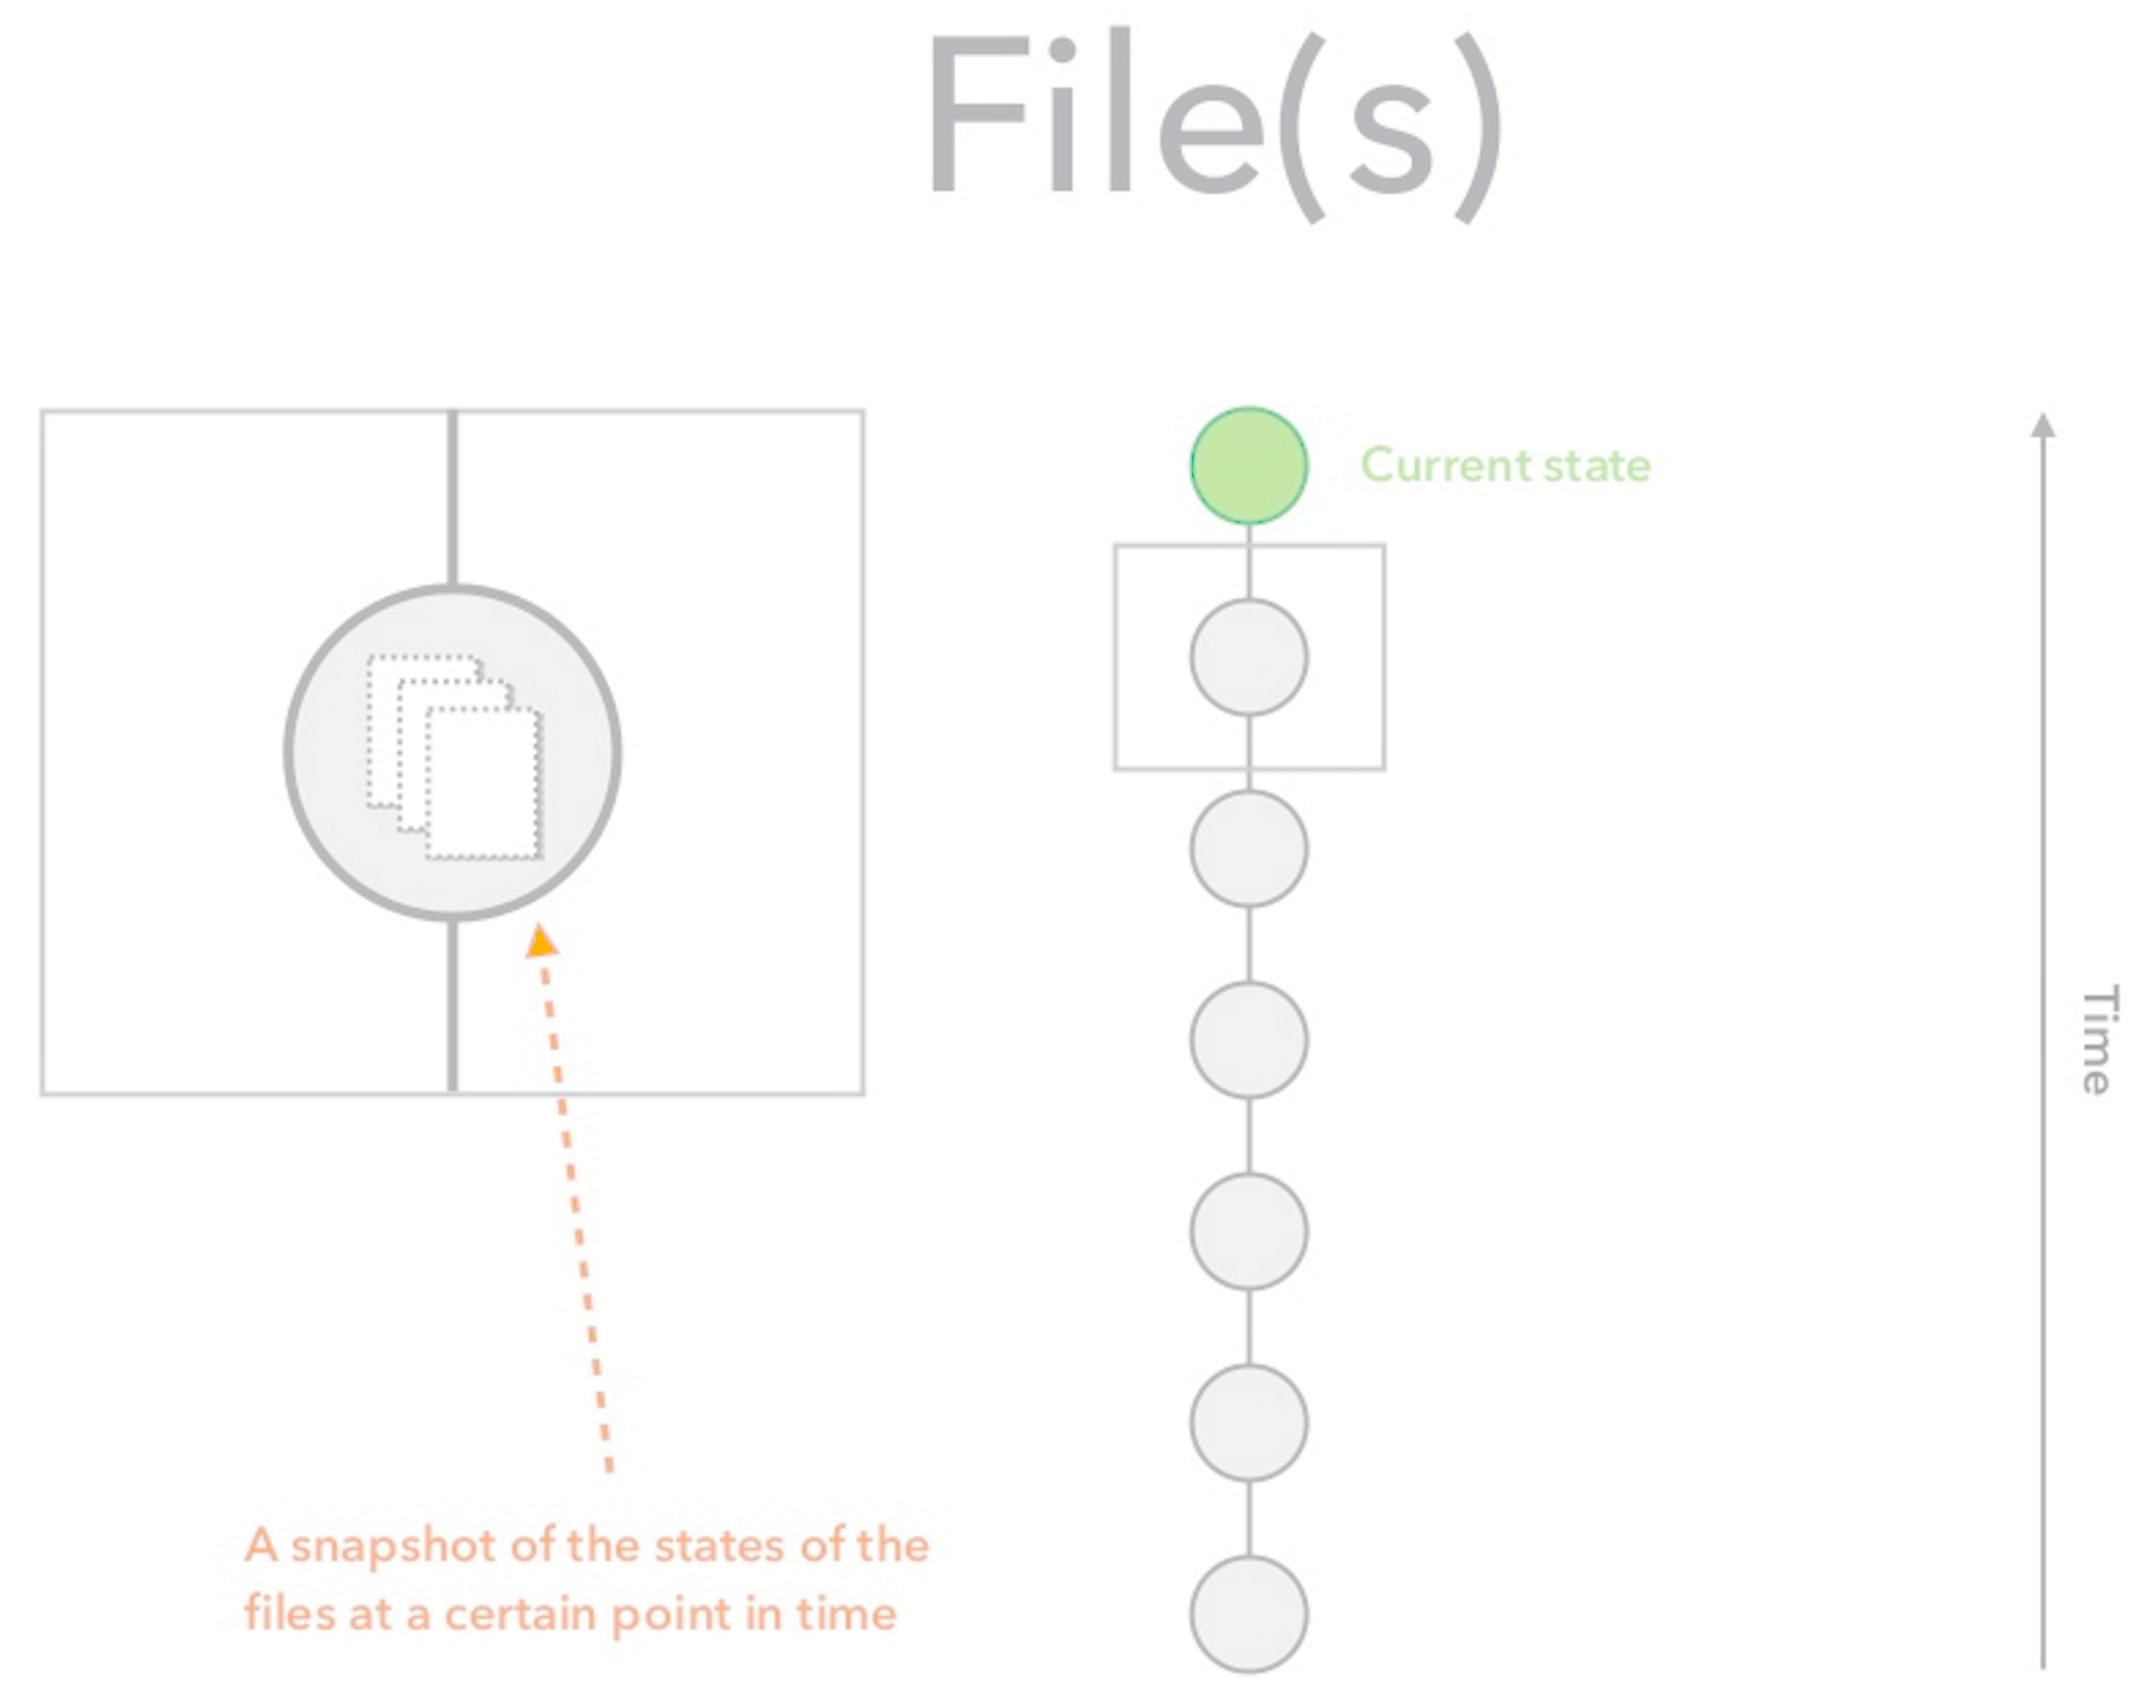 File(s)
Current state
Time
A snapshot of the states of the
files at a certain point in time